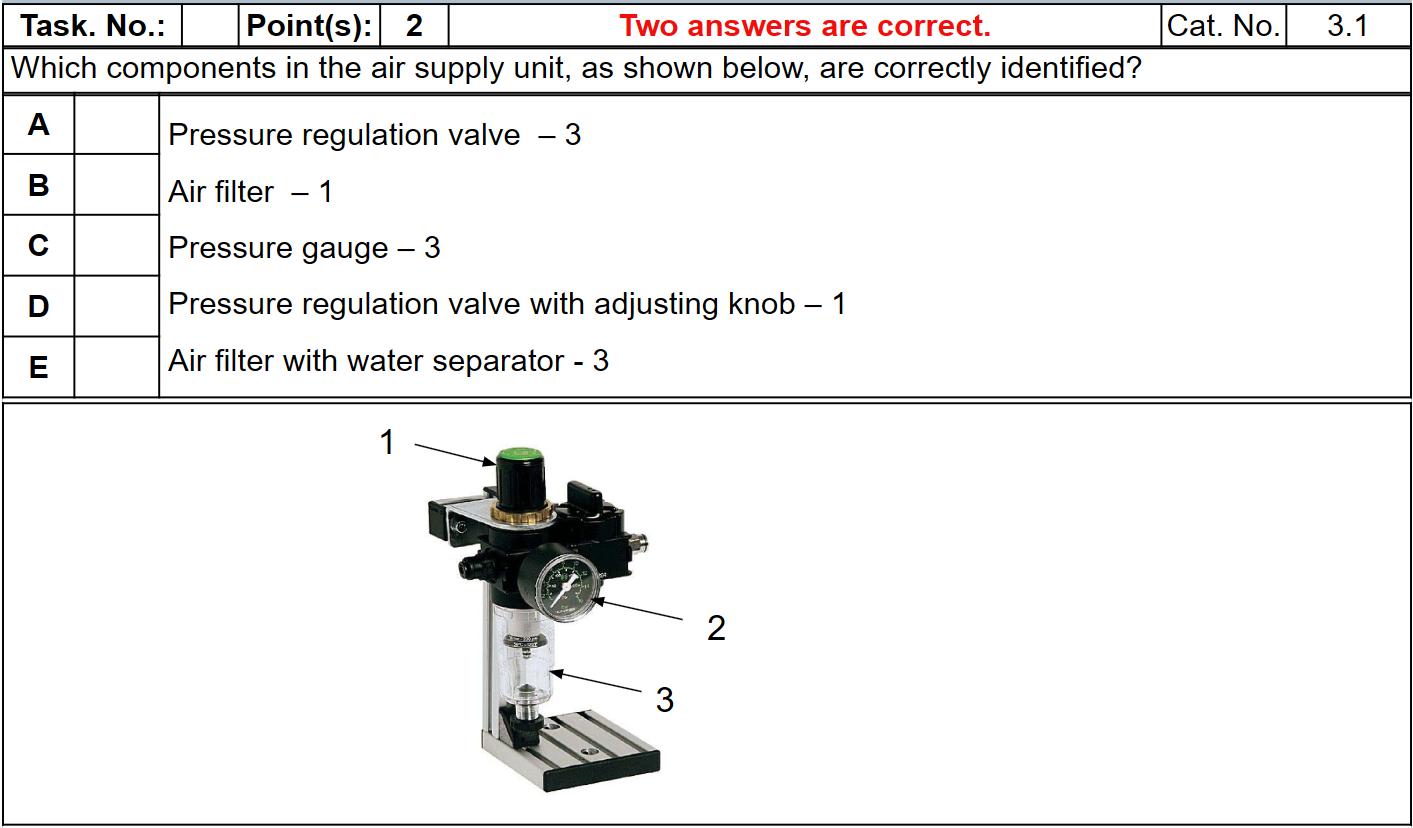 Task. No.: Point(s): 2 Two answers are correct. Cat. No. 3.1
Which components in the air supply unit, as shown below, are correctly identified?
A Pressure regulation valve – 3
B Air filter – 1
C Pressure gauge – 3
D Pressure regulation valve with adjusting knob – 1
E Air filter with water separator - 3
1
2
3